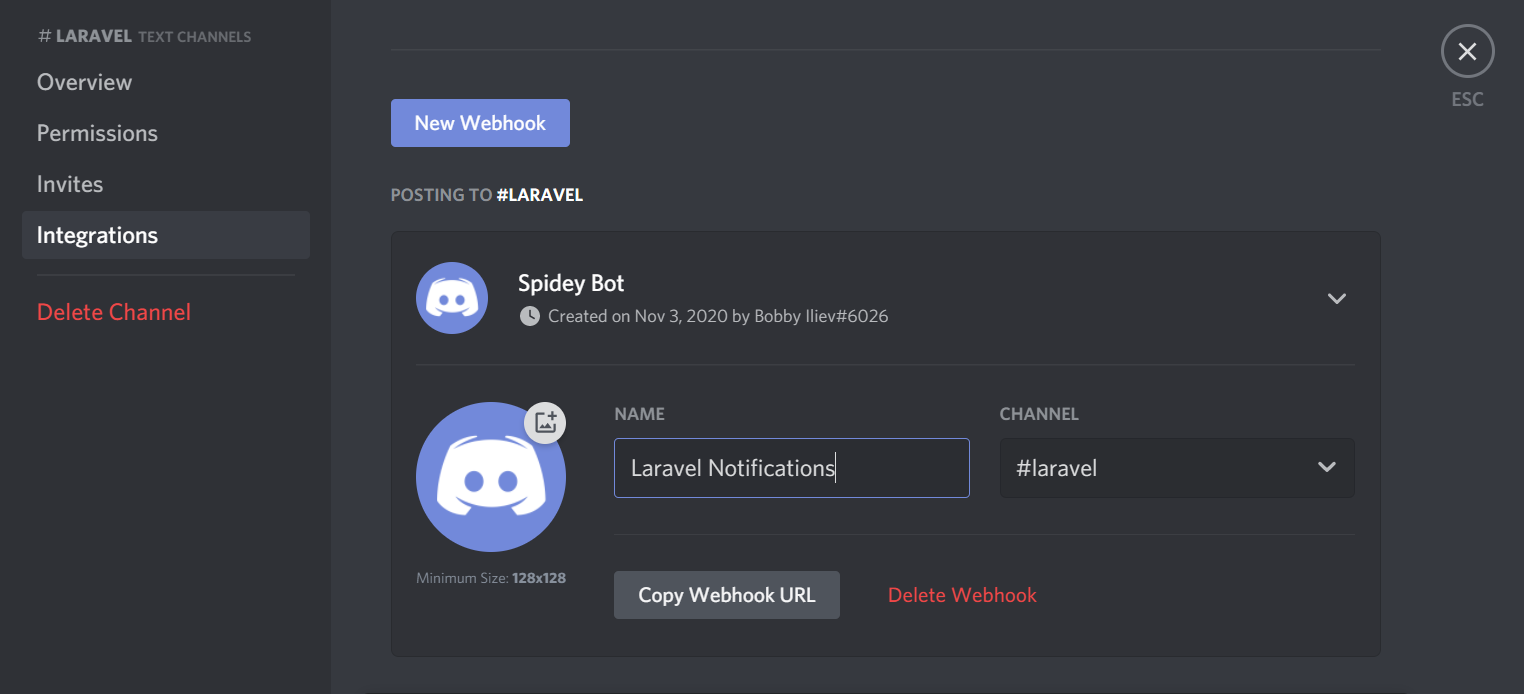 # LARAVEL TEXT CHANNELS
Overview
Permissions
Invites
Integrations
Delete Channel
New Webhook
POSTING TO #LARAVEL
Spidey Bot
Created on Nov 3, 2020 by Bobby Iliev#6026
NAME
Laravel Notifications
CHANNEL
#laravel
Minimum Size: 128x128
Copy Webhook URL
Delete Webhook
ESC